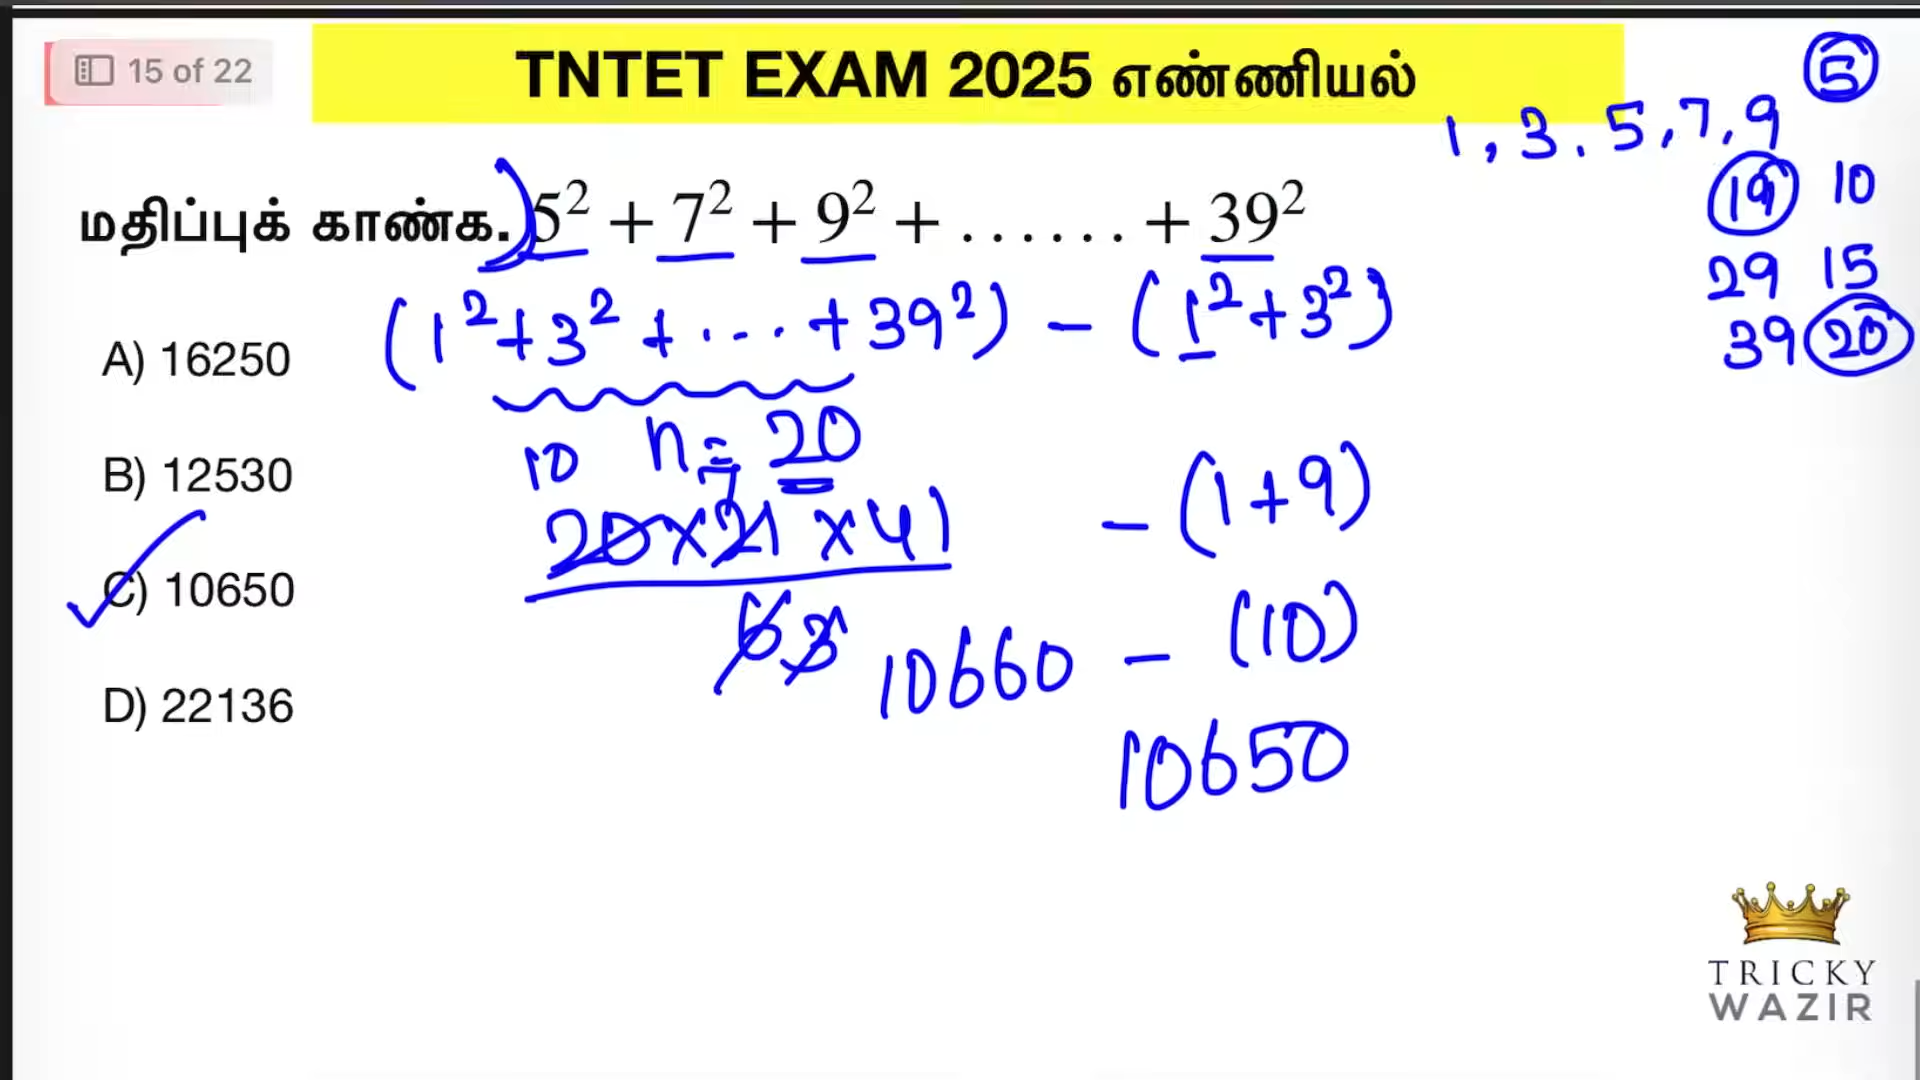 15 of 22
TNTET EXAM 2025 எண்ணியல்
5
1, 3, 5, 7, 9
19 10
29 15
39 20
மதிப்புக் காண்க. 5² + 7² + 9² + ...... + 39²
(1² + 3² + ... + 39²) - (1² + 3²)
A) 16250
n = 20
B) 12530
10 7
20 x 21 x 41 - (1+9)
6 3
C) 10650
10660 - (10)
D) 22136
10650
TRICKY
WAZIR